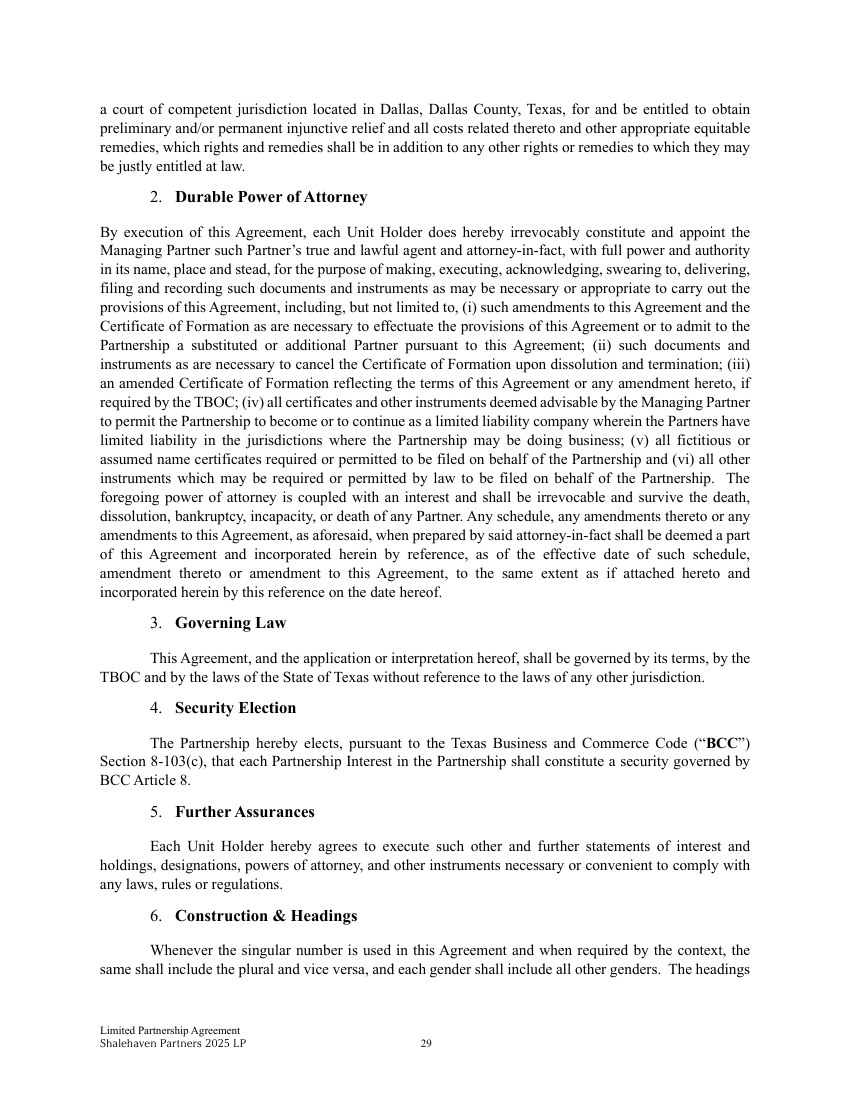 a court of competent jurisdiction located in Dallas, Dallas County, Texas, for and be entitled to obtain
preliminary and/or permanent injunctive relief and all costs related thereto and other appropriate equitable
remedies, which rights and remedies shall be in addition to any other rights or remedies to which they may
be justly entitled at law.
2. Durable Power of Attorney
By execution of this Agreement, each Unit Holder does hereby irrevocably constitute and appoint the
Managing Partner such Partner’s true and lawful agent and attorney-in-fact, with full power and authority
in its name, place and stead, for the purpose of making, executing, acknowledging, swearing to, delivering,
filing and recording such documents and instruments as may be necessary or appropriate to carry out the
provisions of this Agreement, including, but not limited to, (i) such amendments to this Agreement and the
Certificate of Formation as are necessary to effectuate the provisions of this Agreement or to admit to the
Partnership a substituted or additional Partner pursuant to this Agreement; (ii) such documents and
instruments as are necessary to cancel the Certificate of Formation upon dissolution and termination; (iii)
an amended Certificate of Formation reflecting the terms of this Agreement or any amendment hereto, if
required by the TBOC; (iv) all certificates and other instruments deemed advisable by the Managing Partner
to permit the Partnership to become or to continue as a limited liability company wherein the Partners have
limited liability in the jurisdictions where the Partnership may be doing business; (v) all fictitious or
assumed name certificates required or permitted to be filed on behalf of the Partnership and (vi) all other
instruments which may be required or permitted by law to be filed on behalf of the Partnership. The
foregoing power of attorney is coupled with an interest and shall be irrevocable and survive the death,
dissolution, bankruptcy, incapacity, or death of any Partner. Any schedule, any amendments thereto or any
amendments to this Agreement, as aforesaid, when prepared by said attorney-in-fact shall be deemed a part
of this Agreement and incorporated herein by reference, as of the effective date of such schedule,
amendment thereto or amendment to this Agreement, to the same extent as if attached hereto and
incorporated herein by this reference on the date hereof.
3. Governing Law
This Agreement, and the application or interpretation hereof, shall be governed by its terms, by the
TBOC and by the laws of the State of Texas without reference to the laws of any other jurisdiction.
4. Security Election
The Partnership hereby elects, pursuant to the Texas Business and Commerce Code (“BCC”)
Section 8-103(c), that each Partnership Interest in the Partnership shall constitute a security governed by
BCC Article 8.
5. Further Assurances
Each Unit Holder hereby agrees to execute such other and further statements of interest and
holdings, designations, powers of attorney, and other instruments necessary or convenient to comply with
any laws, rules or regulations.
6. Construction & Headings
Whenever the singular number is used in this Agreement and when required by the context, the
same shall include the plural and vice versa, and each gender shall include all other genders. The headings
Limited Partnership Agreement
Shalehaven Partners 2025 LP 29